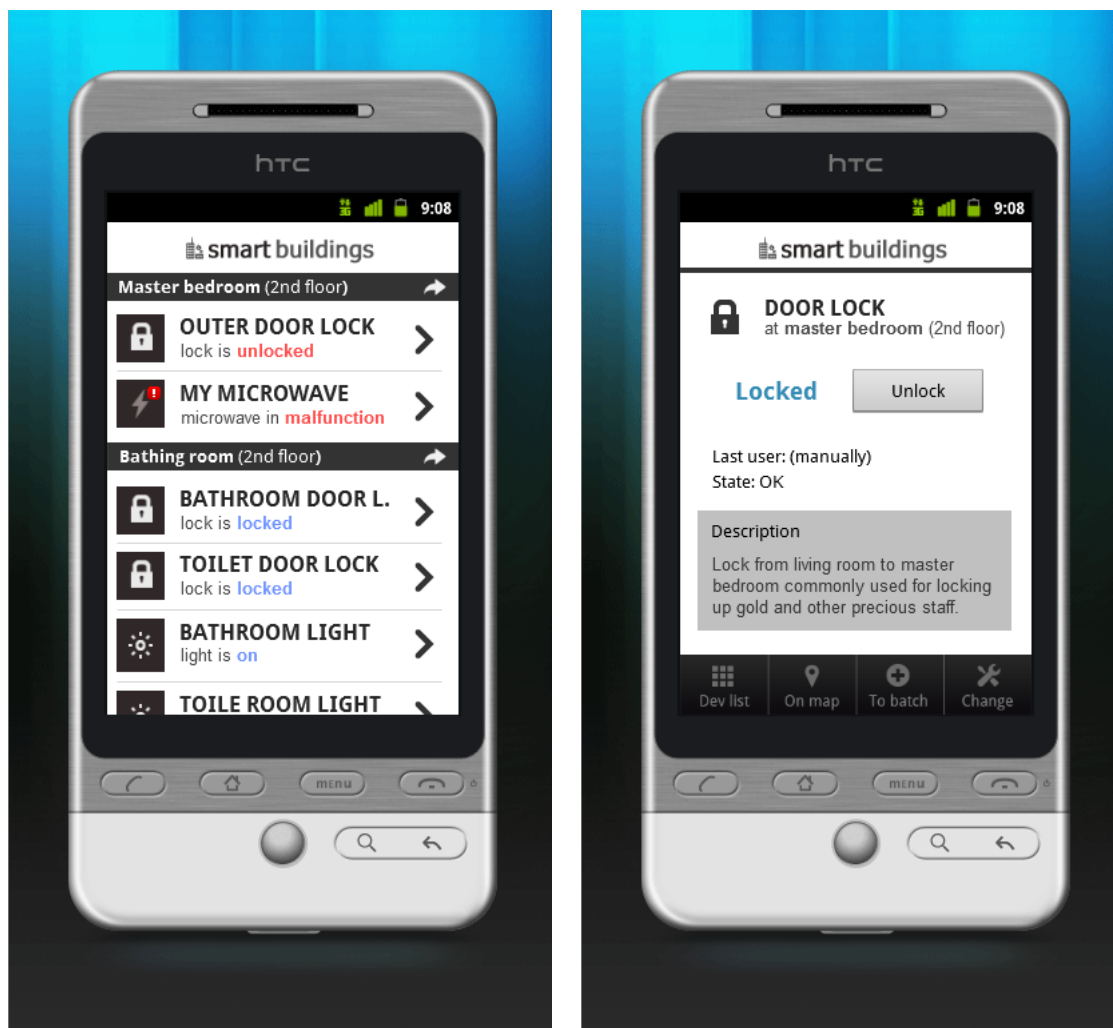 hTC
3G 9:08
smart buildings
Master bedroom (2nd floor)
OUTER DOOR LOCK
lock is unlocked
MY MICROWAVE
microwave in malfunction
Bathing room (2nd floor)
BATHROOM DOOR L.
lock is locked
TOILET DOOR LOCK
lock is locked
BATHROOM LIGHT
light is on
TOILE ROOM LIGHT
MENU
hTC
3G 9:08
smart buildings
DOOR LOCK
at master bedroom (2nd floor)
Locked Unlock
Last user: (manually)
State: OK
Description
Lock from living room to master
bedroom commonly used for locking
up gold and other precious staff.
Dev list On map To batch Change
MENU